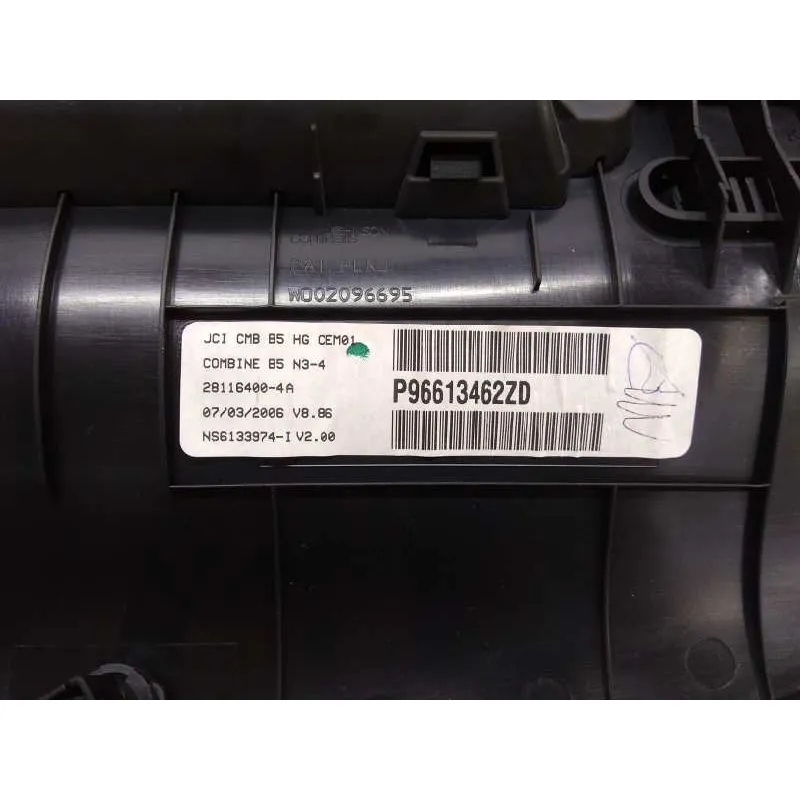 W002096695
JCI CMB B5 HG CEM01
COMBINE B5 N3-4
28116400-4A
07/03/2006 V8.86
NS6133974-I V2.00
P96613462ZD